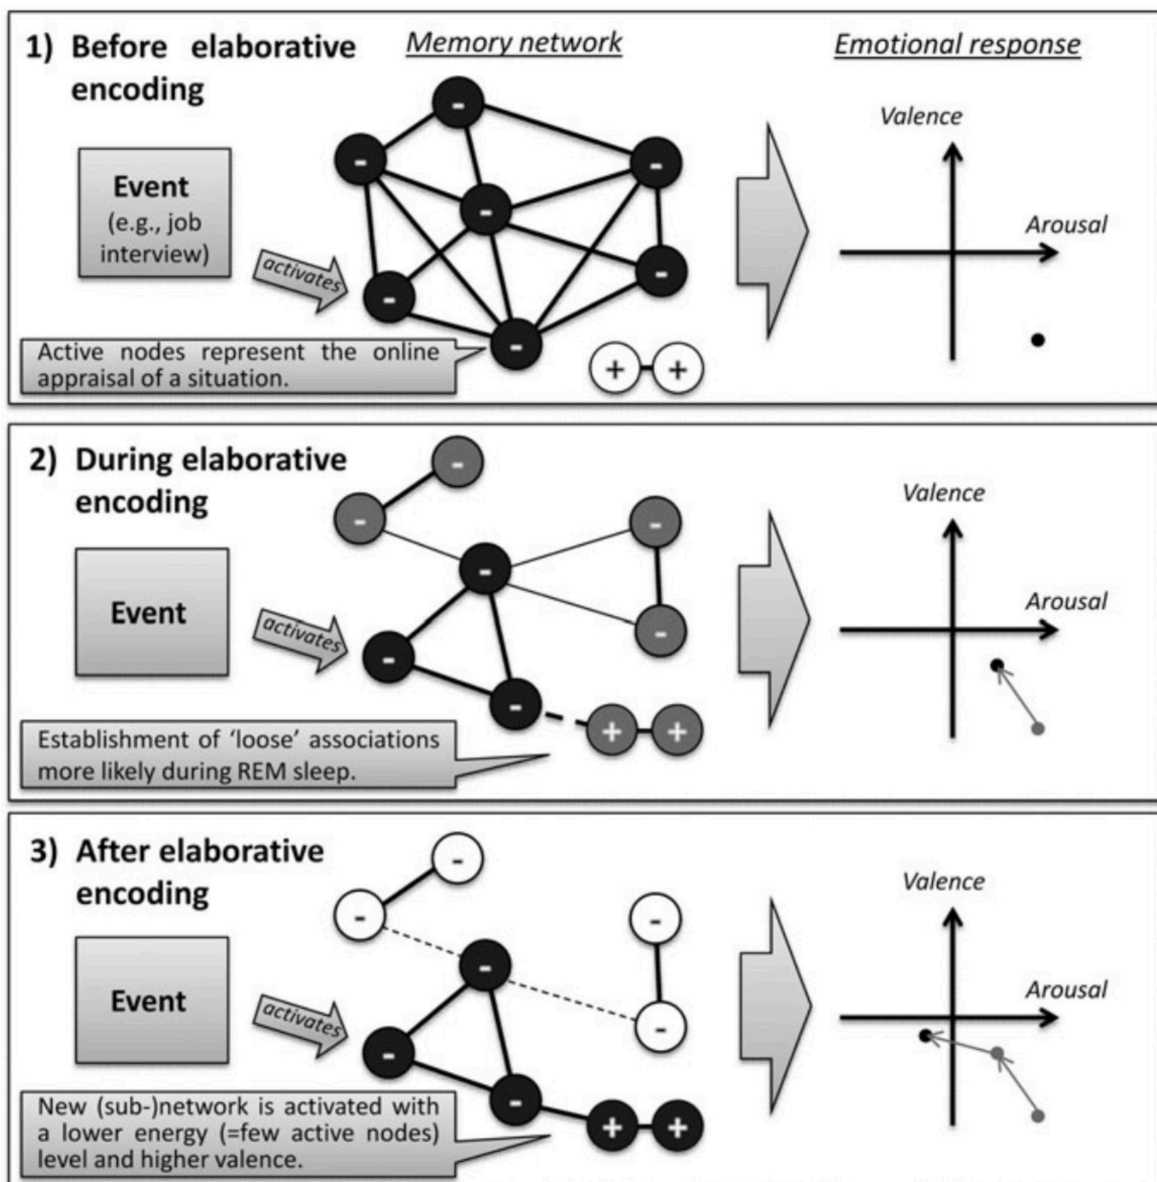 1) Before elaborative
encoding
Memory network
Emotional response
Event
(e.g., job
interview)
activates
-
-
-
-
-
-
-
+ +
Active nodes represent the online
appraisal of a situation.
Valence
Arousal
2) During elaborative
encoding
Event
activates
-
-
-
-
-
-
-
+ +
Establishment of ‘loose’ associations
more likely during REM sleep.
Valence
Arousal
3) After elaborative
encoding
Event
activates
-
-
-
-
-
-
-
+ +
New (sub-)network is activated with
a lower energy (=few active nodes)
level and higher valence.
Valence
Arousal